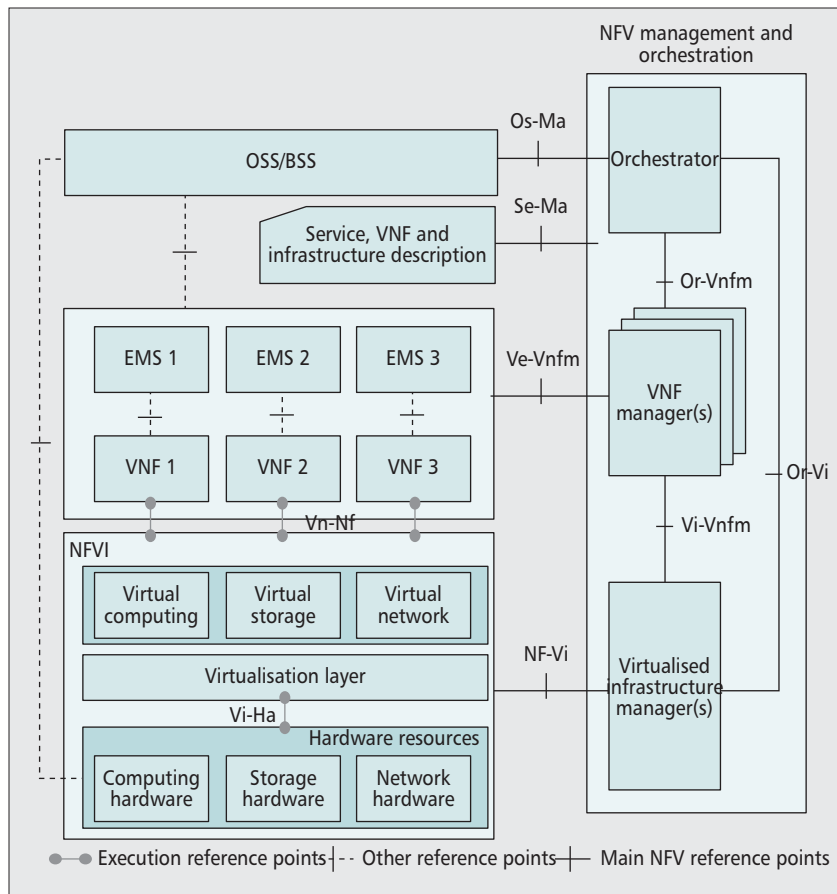 NFV management and
orchestration
Os-Ma
OSS/BSS
Orchestrator
Se-Ma
Service, VNF and
infrastructure description
Or-Vnfm
EMS 1
EMS 2
EMS 3
Ve-Vnfm
VNF
manager(s)
VNF 1
VNF 2
VNF 3
Or-Vi
Vn-Nf
Vi-Vnfm
NFVI
Virtual
computing
Virtual
storage
Virtual
network
NF-Vi
Virtualisation layer
Virtualised
infrastructure
manager(s)
Vi-Ha
Hardware resources
Computing
hardware
Storage
hardware
Network
hardware
Execution reference points
Other reference points
Main NFV reference points